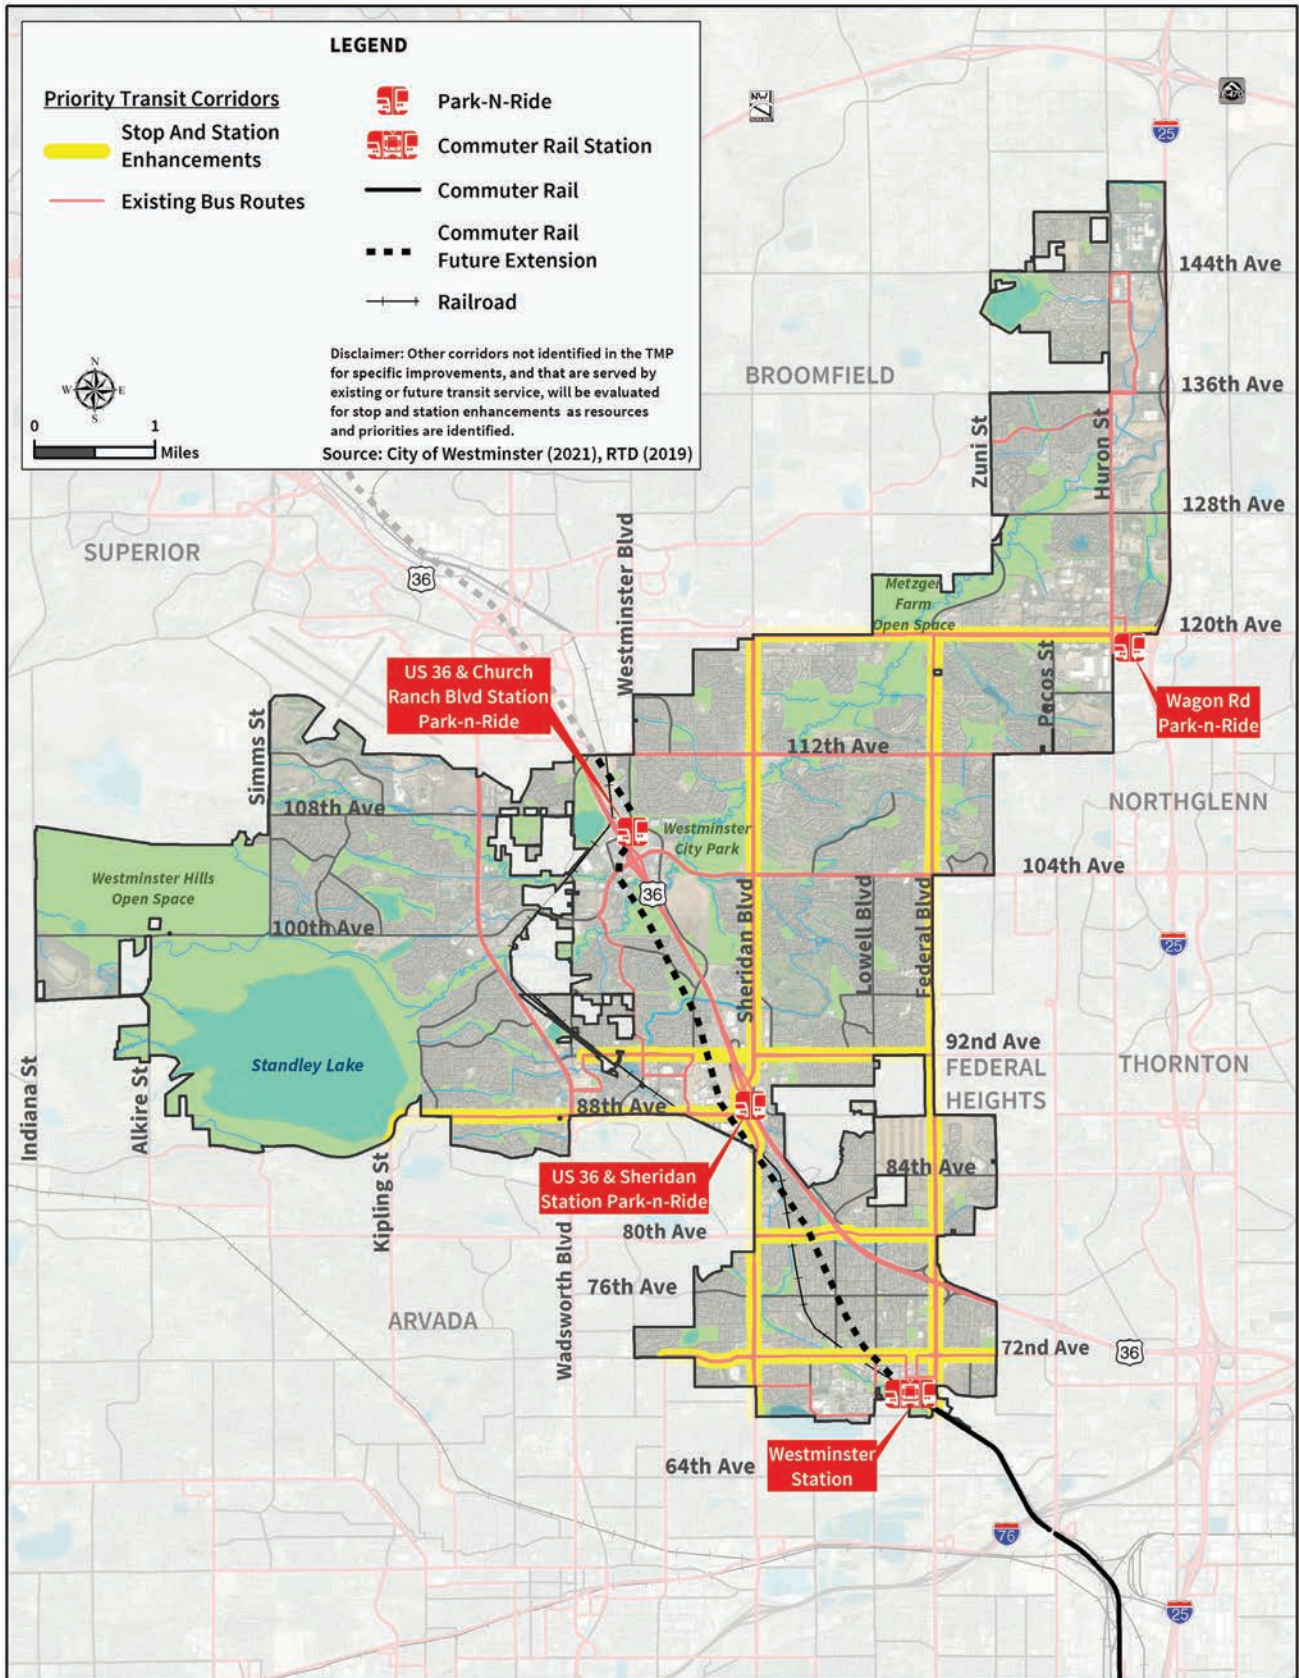 LEGEND
Priority Transit Corridors
Stop And Station
Enhancements
Existing Bus Routes
Park-N-Ride
Commuter Rail Station
Commuter Rail
Commuter Rail
Future Extension
Railroad
N
W E
S
0 1
Miles
Disclaimer: Other corridors not identified in the TMP
for specific improvements, and that are served by
existing or future transit service, will be evaluated
for stop and station enhancements as resources
and priorities are identified.
Source: City of Westminster (2021), RTD (2019)
NW
25
144th Ave
BROOMFIELD
136th Ave
Zuni St
Huron St
128th Ave
SUPERIOR
36
Westminster Blvd
Metzger
Farm
Open Space
120th Ave
US 36 & Church
Ranch Blvd Station
Park-n-Ride
Pecos St
Wagon Rd
Park-n-Ride
Simms St
112th Ave
108th Ave
NORTHGLENN
Westminster
City Park
104th Ave
Westminster Hills
Open Space
36
100th Ave
Sheridan Blvd
Lowell Blvd
Federal Blvd
25
92nd Ave
FEDERAL
HEIGHTS
THORNTON
Standley Lake
Indiana St
Alkire St
88th Ave
Kipling St
84th Ave
US 36 & Sheridan
Station Park-n-Ride
80th Ave
Wadsworth Blvd
76th Ave
ARVADA
72nd Ave
36
Westminster
Station
64th Ave
76
25